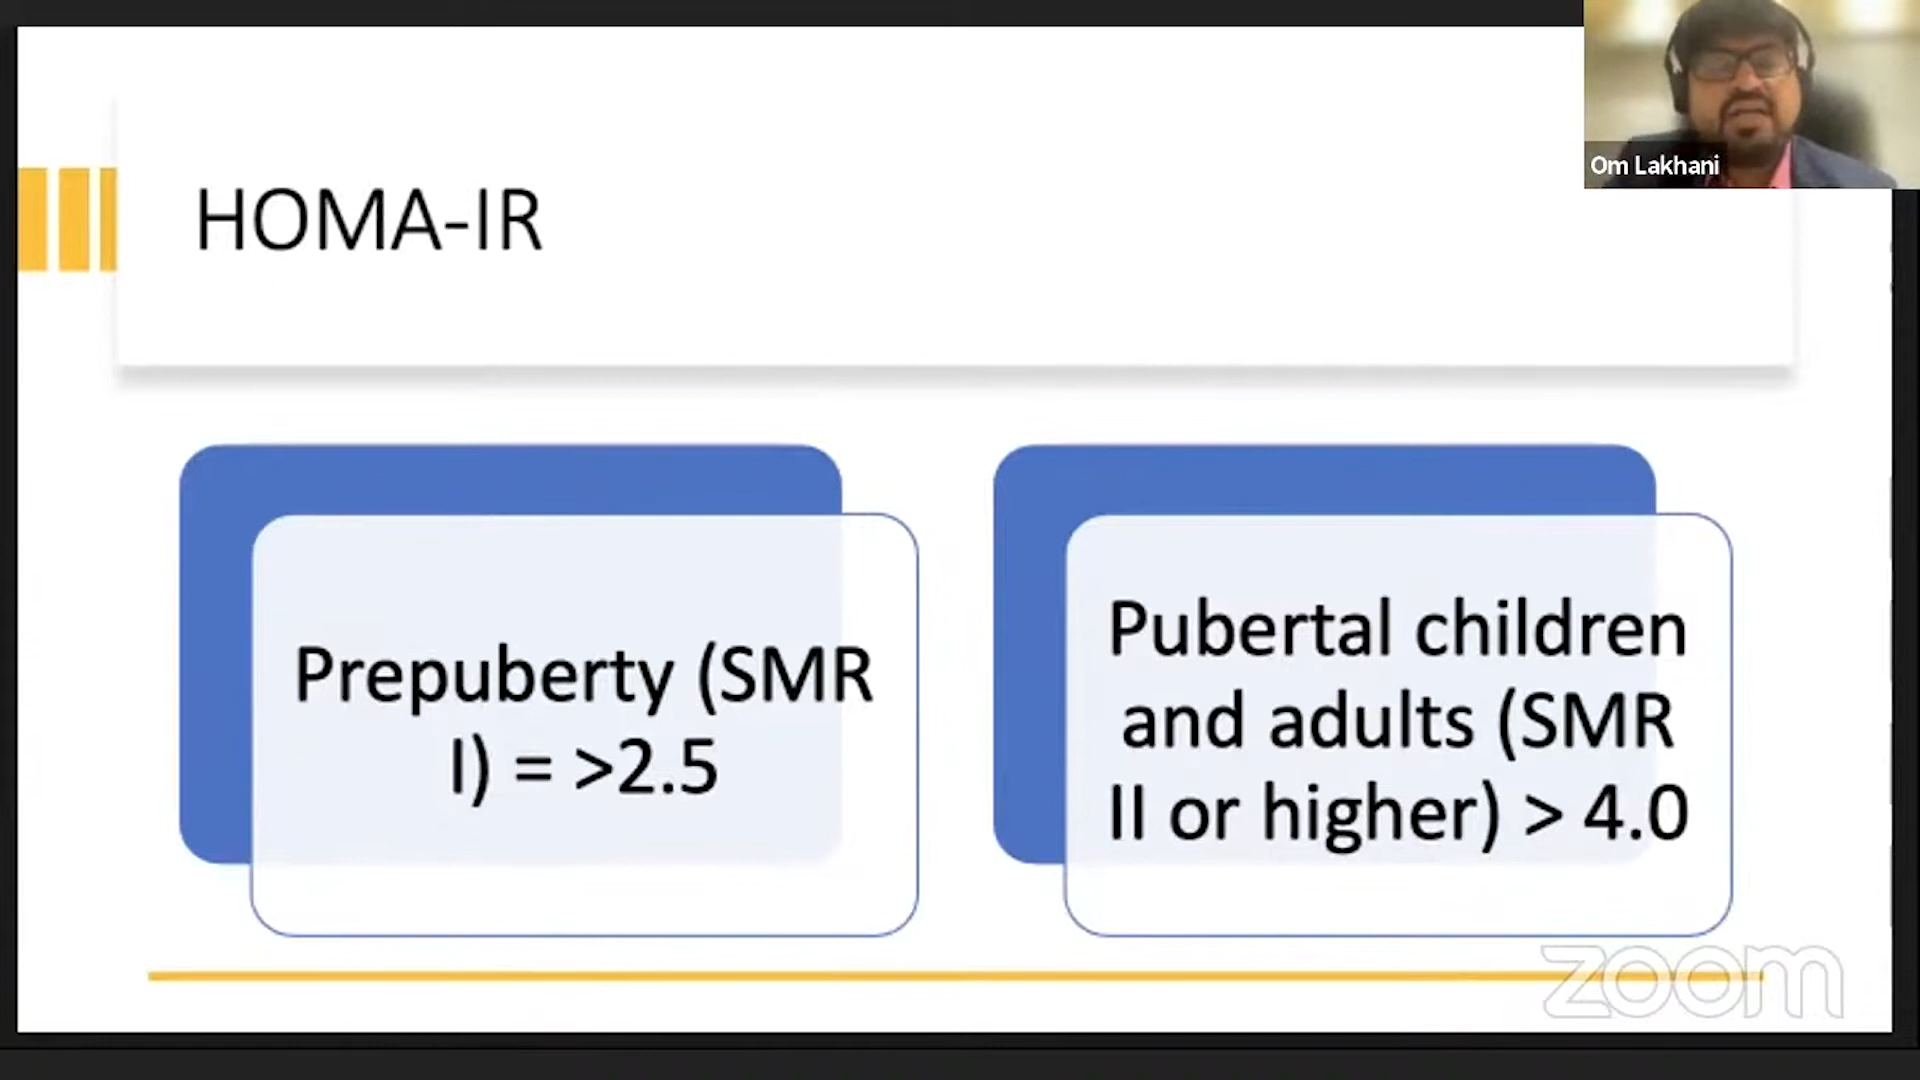 Om Lakhani
HOMA-IR
Prepuberty (SMR
I) = >2.5
Pubertal children
and adults (SMR
II or higher) > 4.0
zoom